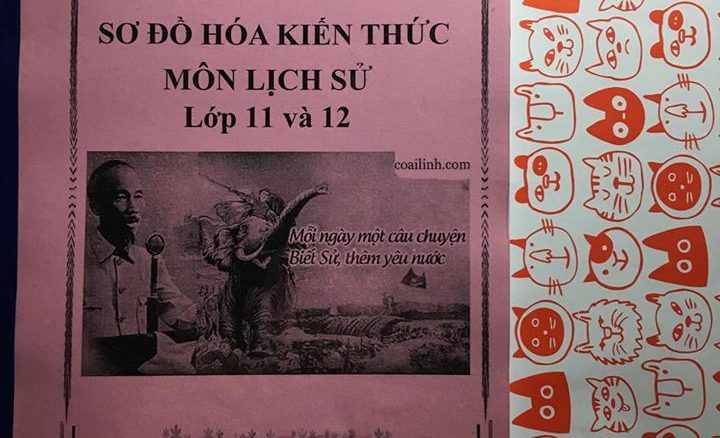 SƠ ĐỒ HÓA KIẾN THỨC
MÔN LỊCH SỬ
Lớp 11 và 12
coailinh.com
Mỗi ngày một câu chuyện
Biết Sử, thêm yêu nước